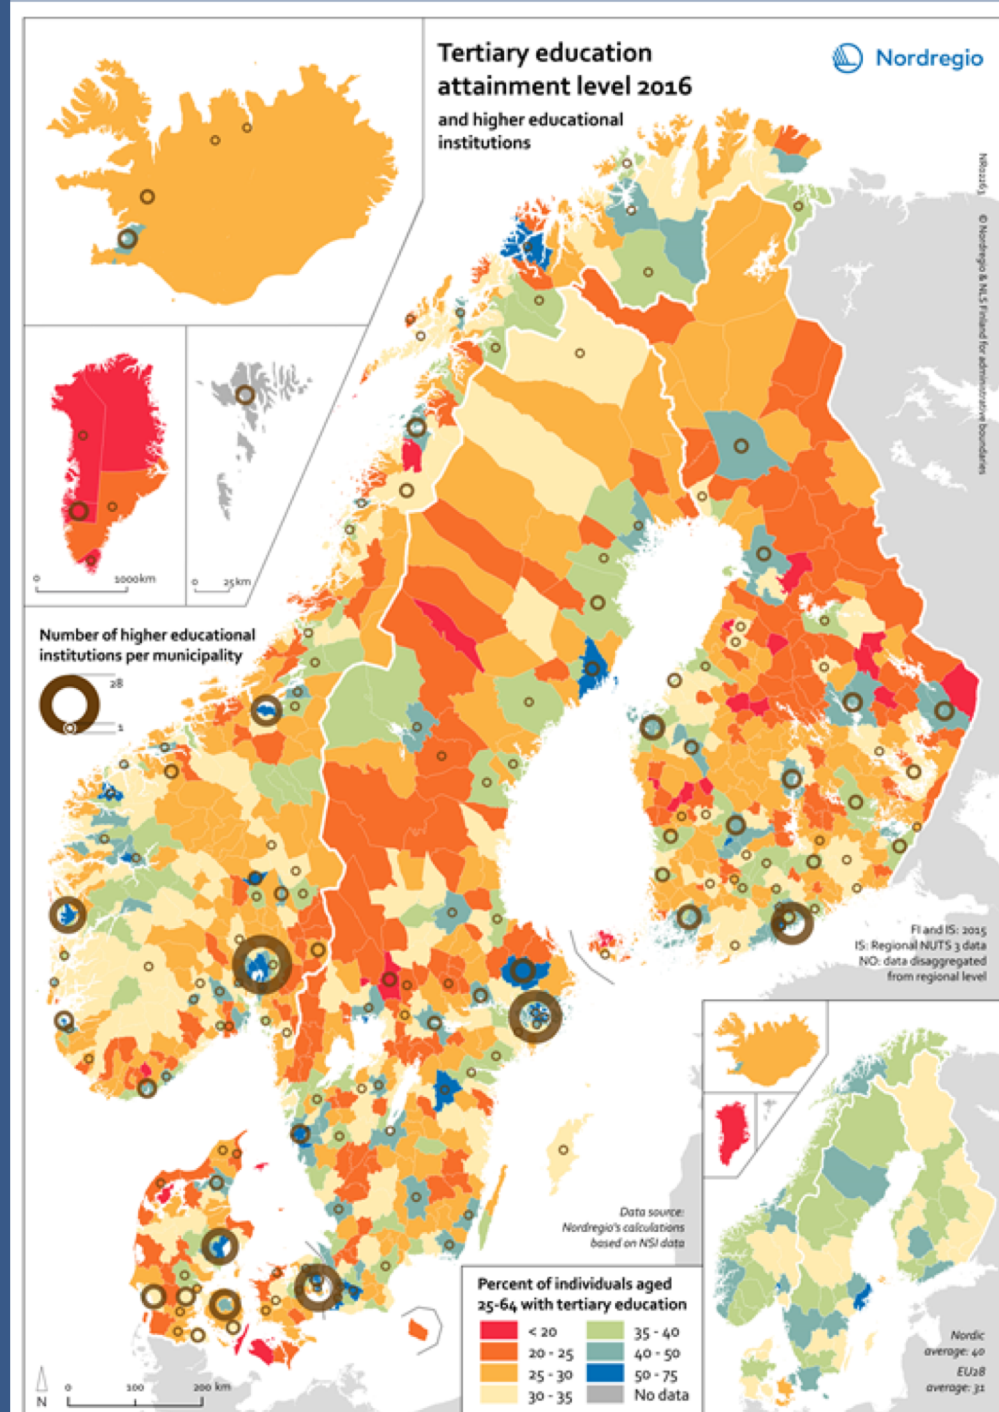 Tertiary education
attainment level 2016
and higher educational
institutions
Nordregio
© Nordregio & NLS Finland for administrative boundaries
0
1000km
0
25km
Number of higher educational
institutions per municipality
28
1
FI and IS: 2015
IS: Regional NUTS 3 data
NO: data disaggregated
from regional level
Data source:
Nordregio's calculations
based on NSI data
Percent of individuals aged
25-64 with tertiary education
< 20
20 - 25
25 - 30
30 - 35
35 - 40
40 - 50
50 - 75
No data
Nordic
average: 40
EU28
average: 31
N
0
100
200 km